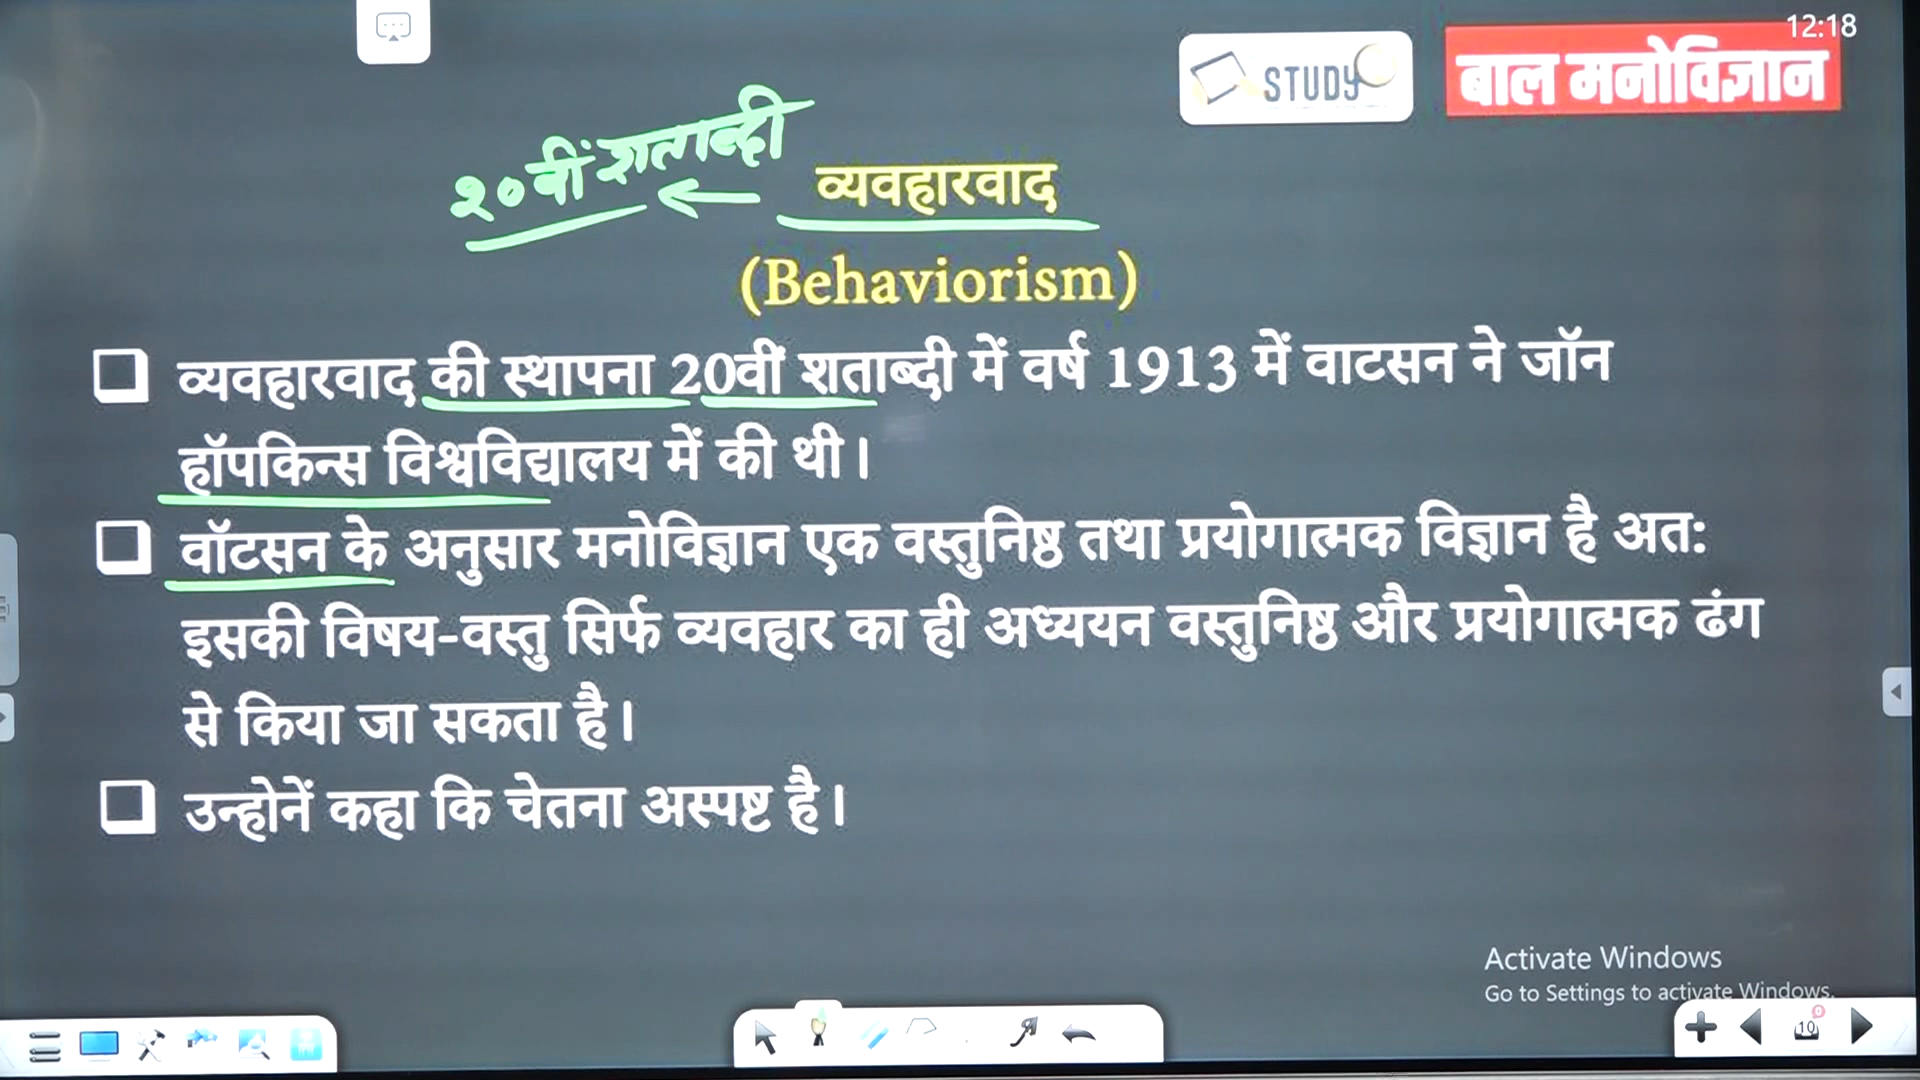 12:18
STUDY
बाल मनोविज्ञान
२०वीं शताब्दी
व्यवहारवाद
(Behaviorism)
व्यवहारवाद की स्थापना 20वीं शताब्दी में वर्ष 1913 में वाटसन ने जॉन
हॉपकिन्स विश्वविद्यालय में की थी।
वॉटसन के अनुसार मनोविज्ञान एक वस्तुनिष्ठ तथा प्रयोगात्मक विज्ञान है अत:
इसकी विषय-वस्तु सिर्फ व्यवहार का ही अध्ययन वस्तुनिष्ठ और प्रयोगात्मक ढंग
से किया जा सकता है।
उन्होनें कहा कि चेतना अस्पष्ट है।
Activate Windows
Go to Settings to activate Windows.
10